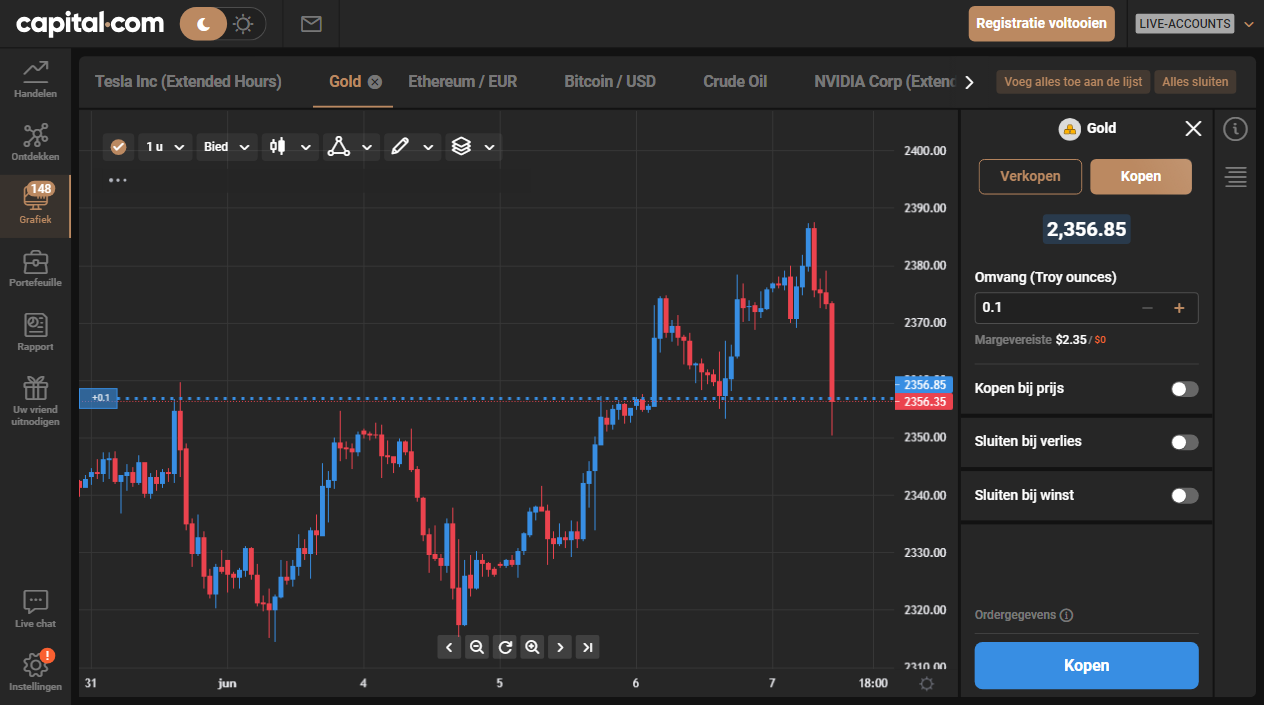 capital.com
Registratie voltooien
LIVE-ACCOUNTS
Handelen
Ontdekken
148
Grafiek
Portefeuille
Rapport
Uw vriend
uitnodigen
Live chat
!
Instellingen
Tesla Inc (Extended Hours)
Gold
Ethereum / EUR
Bitcoin / USD
Crude Oil
NVIDIA Corp (Exten
Voeg alles toe aan de lijst
Alles sluiten
1 u
Bied
2400.00
2390.00
2380.00
2370.00
2356.85
2356.35
2350.00
2340.00
2330.00
2320.00
2310.00
+0.1
31
jun
4
5
6
7
18:00
Gold
Verkopen
Kopen
2,356.85
Omvang (Troy ounces)
0.1
Margevereiste $2.35 / $0
Kopen bij prijs
Sluiten bij verlies
Sluiten bij winst
Ordergegevens
Kopen